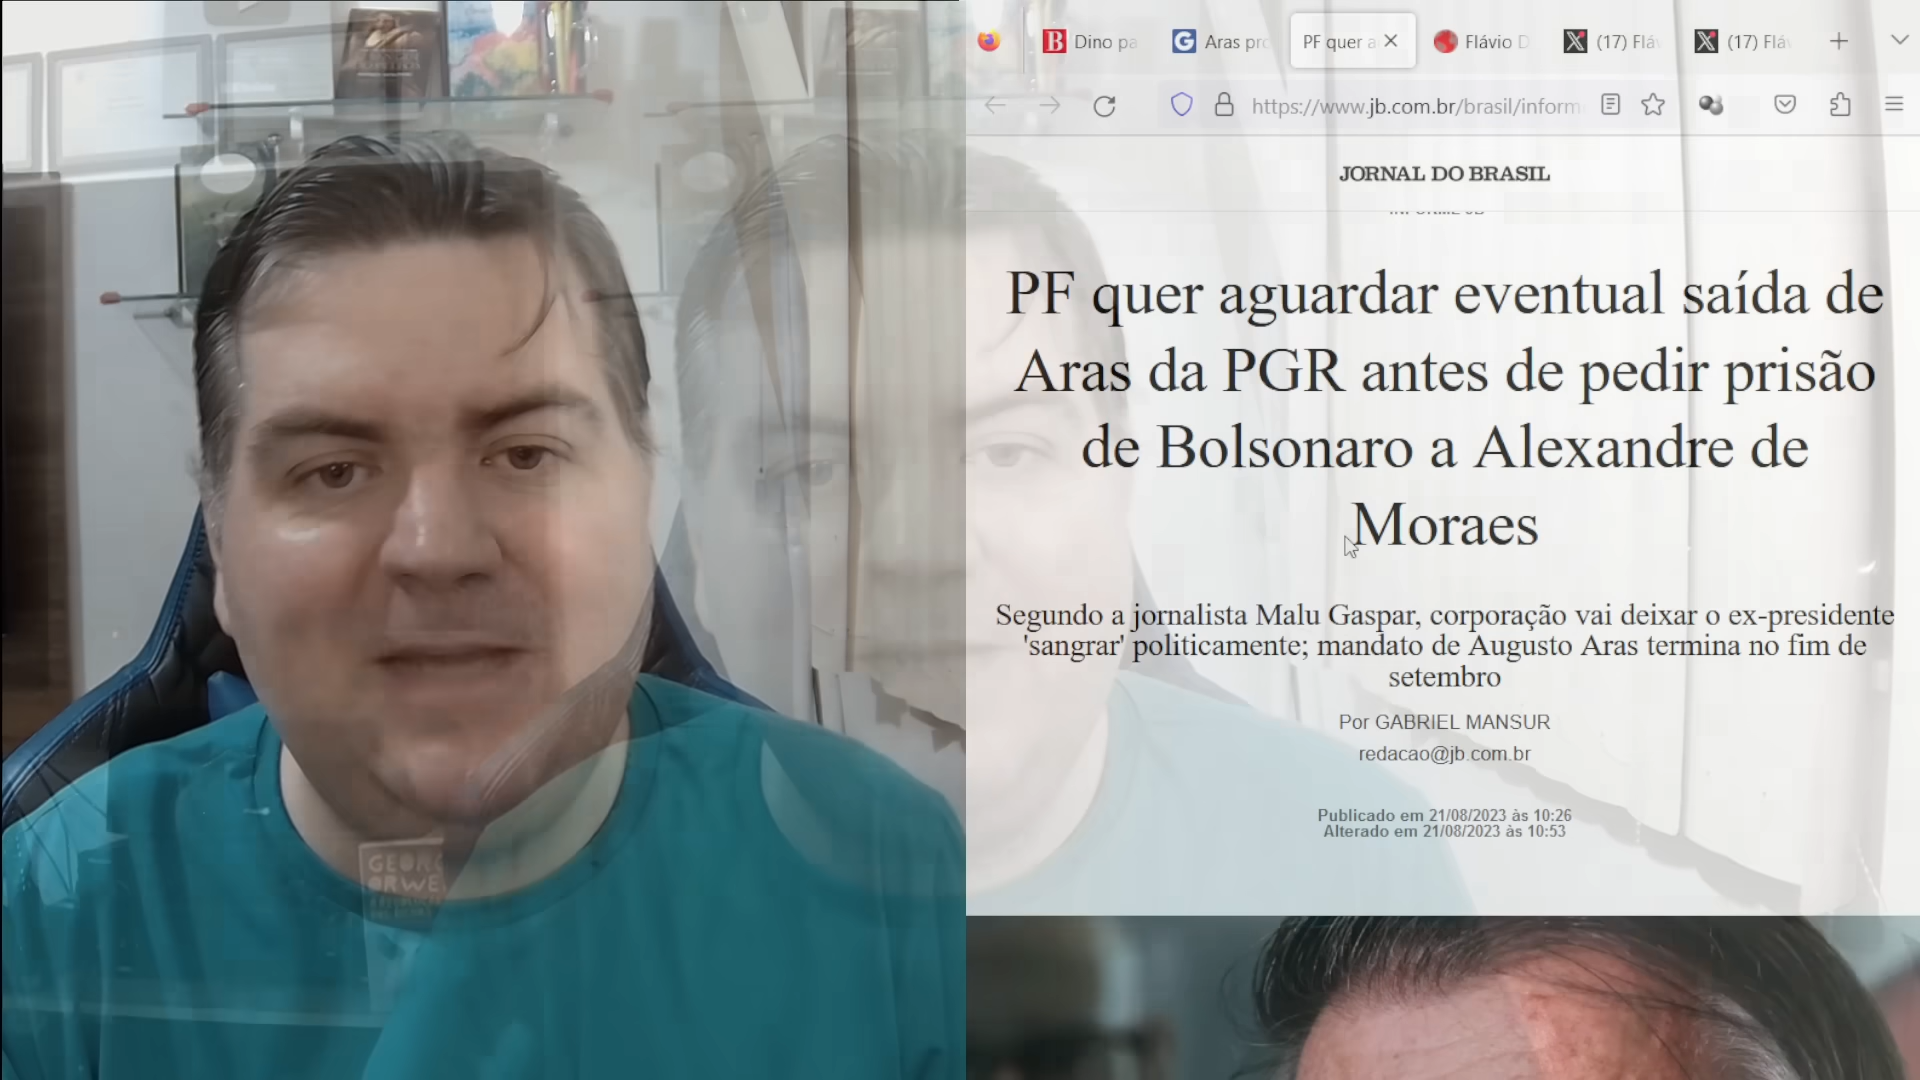 Dino pa
Aras pro
PF quer a
Flávio D
(17) Flá
(17) Flá
https://www.jb.com.br/brasil/inform
JORNAL DO BRASIL
INFORME JB
PF quer aguardar eventual saída de
Aras da PGR antes de pedir prisão
de Bolsonaro a Alexandre de
Moraes
Segundo a jornalista Malu Gaspar, corporação vai deixar o ex-presidente
'sangrar' politicamente; mandato de Augusto Aras termina no fim de
setembro
Por GABRIEL MANSUR
redacao@jb.com.br
Publicado em 21/08/2023 às 10:26
Alterado em 21/08/2023 às 10:53
GEORG
ORWE